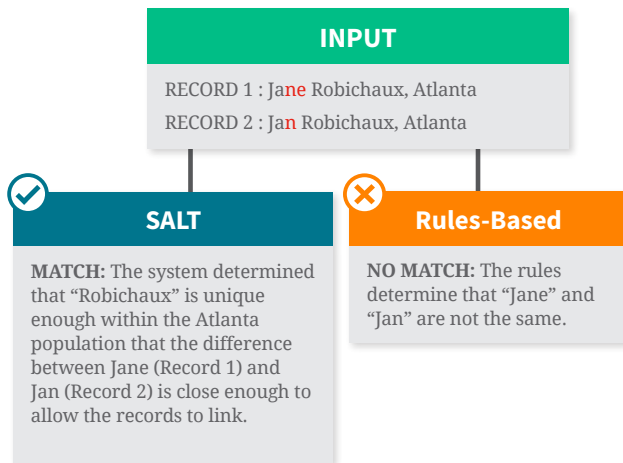 INPUT
RECORD 1 : Jane Robichaux, Atlanta
RECORD 2 : Jan Robichaux, Atlanta
SALT
MATCH: The system determined
that “Robichaux” is unique
enough within the Atlanta
population that the difference
between Jane (Record 1) and
Jan (Record 2) is close enough to
allow the records to link.
Rules-Based
NO MATCH: The rules
determine that “Jane” and
“Jan” are not the same.